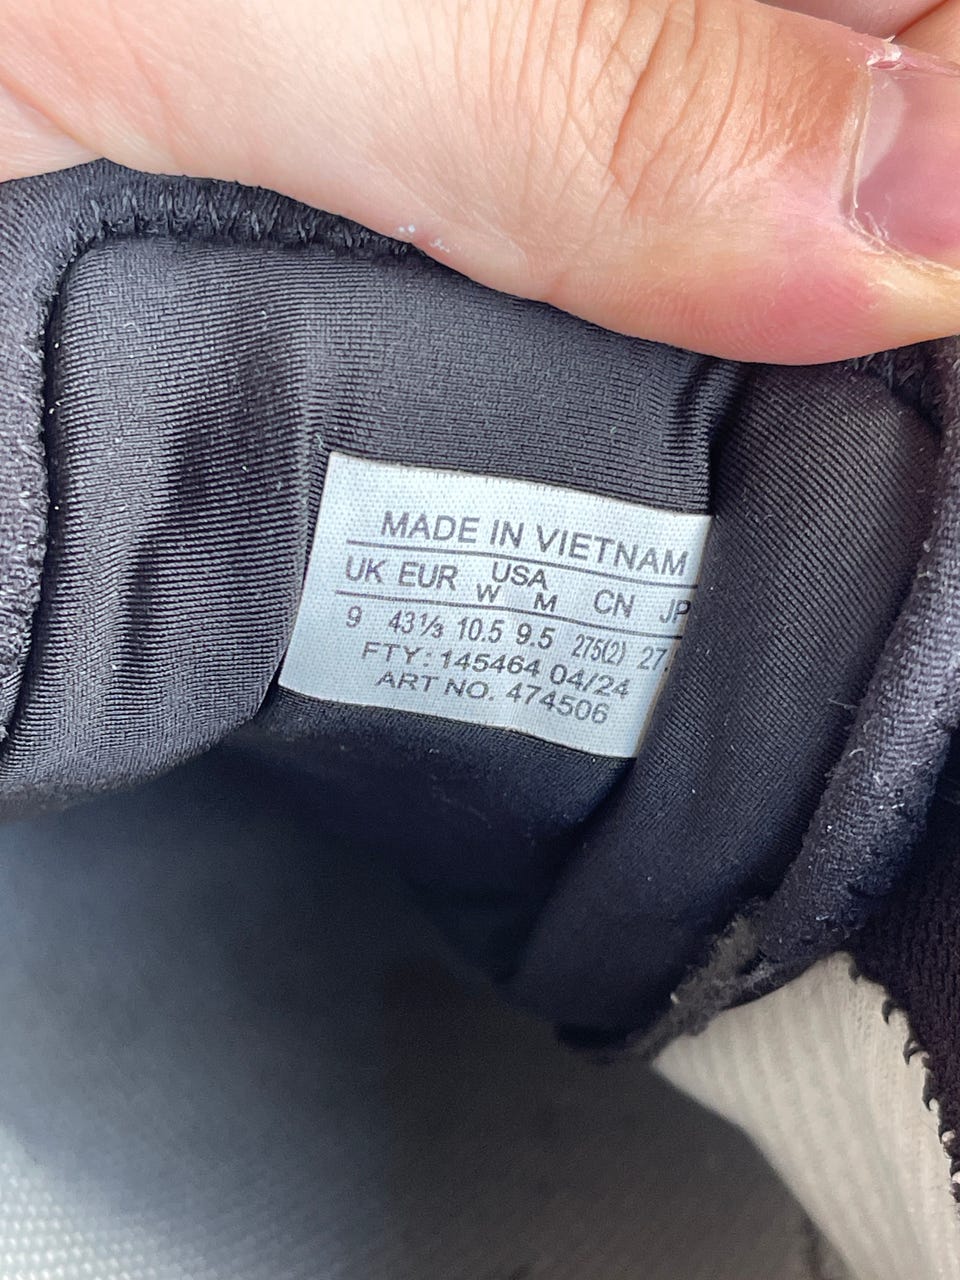 MADE IN VIETNAM
UK EUR USA W M CN JP
9 43⅓ 10.5 9.5 275(2) 27.
FTY: 145464 04/24
ART NO. 474506